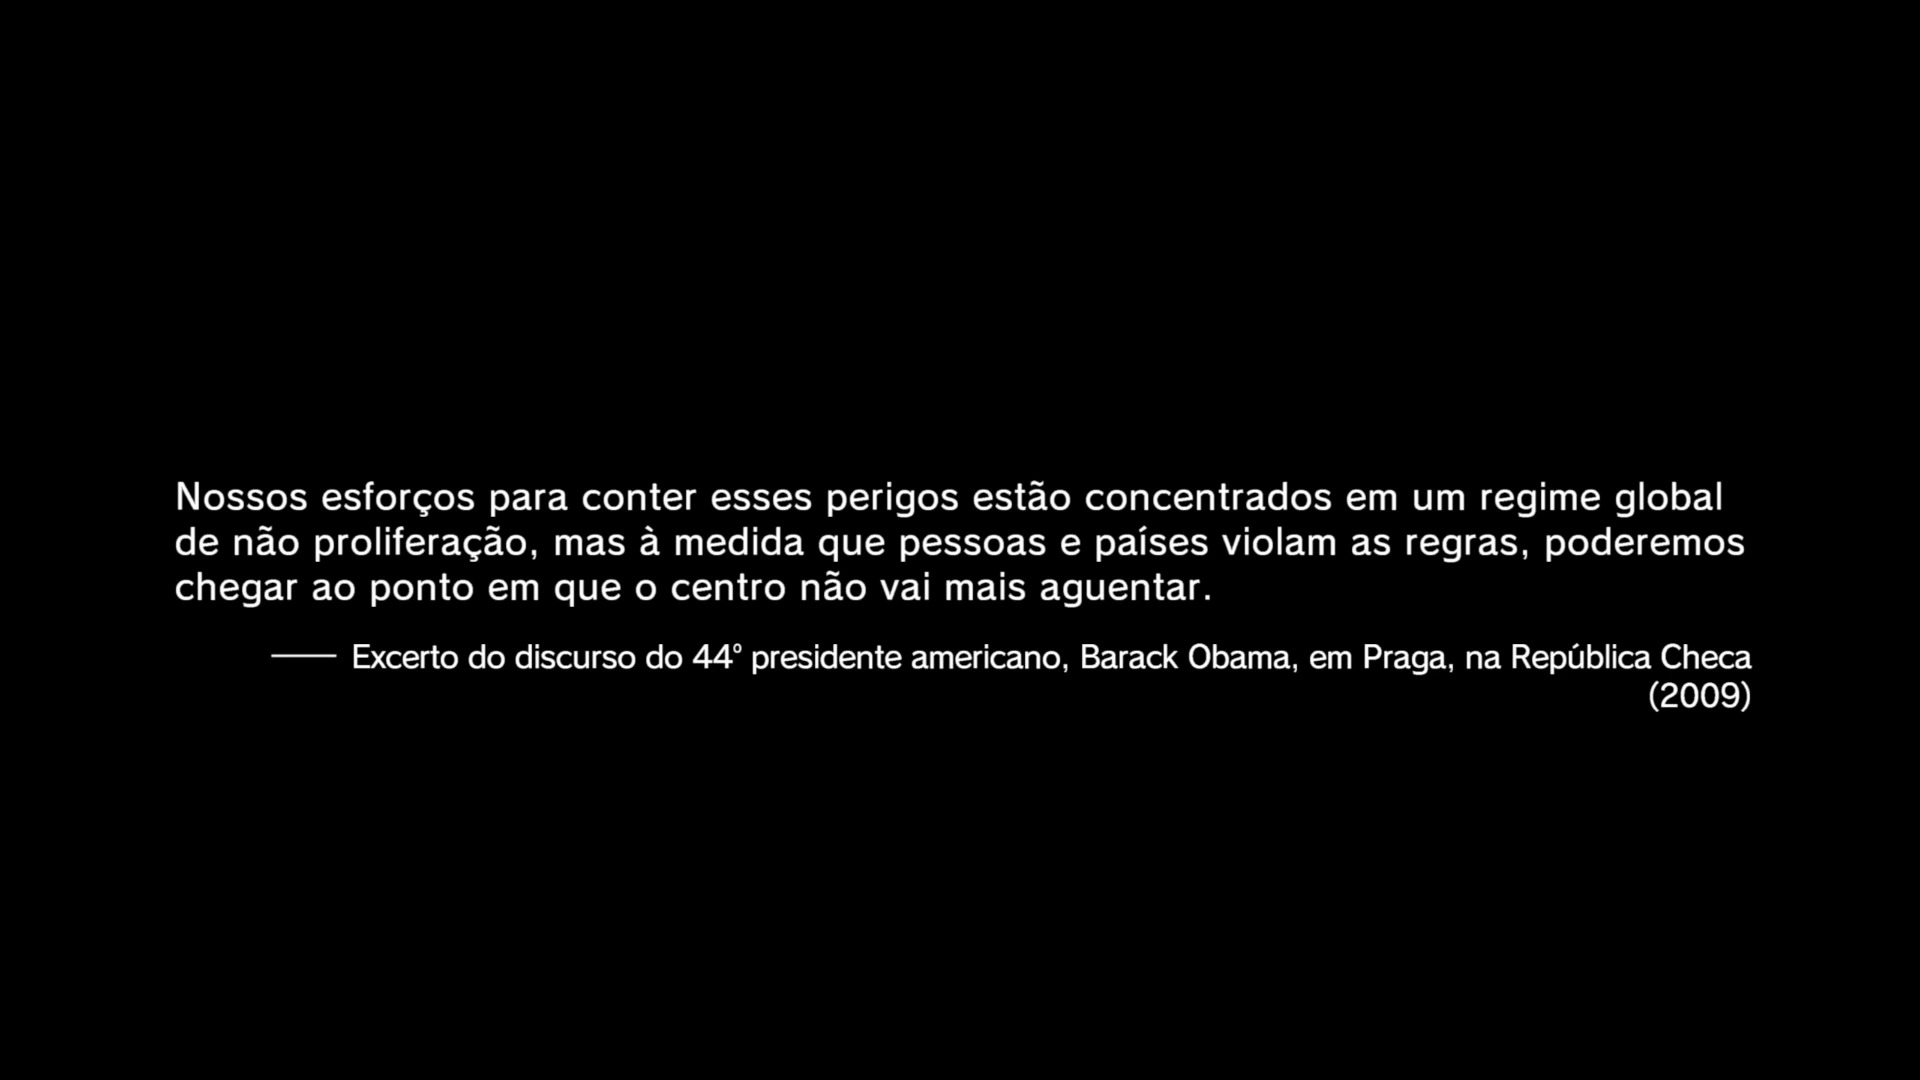 Nossos esforços para conter esses perigos estão concentrados em um regime global
de não proliferação, mas à medida que pessoas e países violam as regras, poderemos
chegar ao ponto em que o centro não vai mais aguentar.
—— Excerto do discurso do 44º presidente americano, Barack Obama, em Praga, na República Checa
(2009)